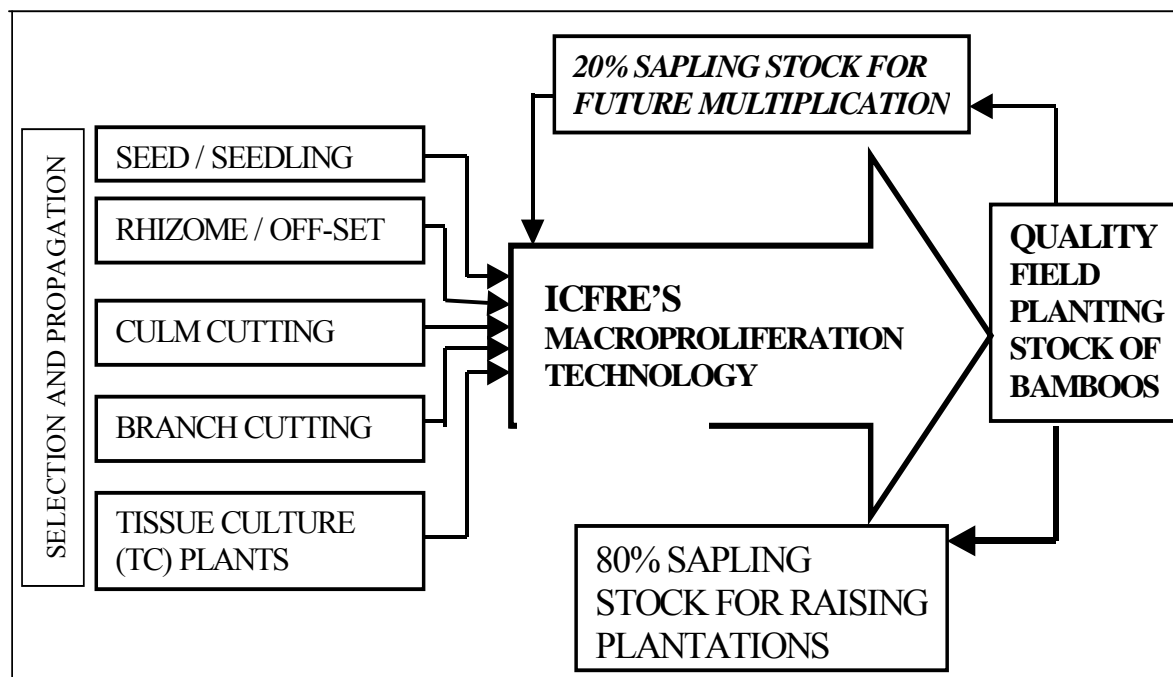 SELECTION AND PROPAGATION
SEED / SEEDLING
RHIZOME / OFF-SET
CULM CUTTING
BRANCH CUTTING
TISSUE CULTURE
(TC) PLANTS
20% SAPLING STOCK FOR
FUTURE MULTIPLICATION
ICFRE'S
MACROPROLIFERATION
TECHNOLOGY
QUALITY
FIELD
PLANTING
STOCK OF
BAMBOOS
80% SAPLING
STOCK FOR RAISING
PLANTATIONS